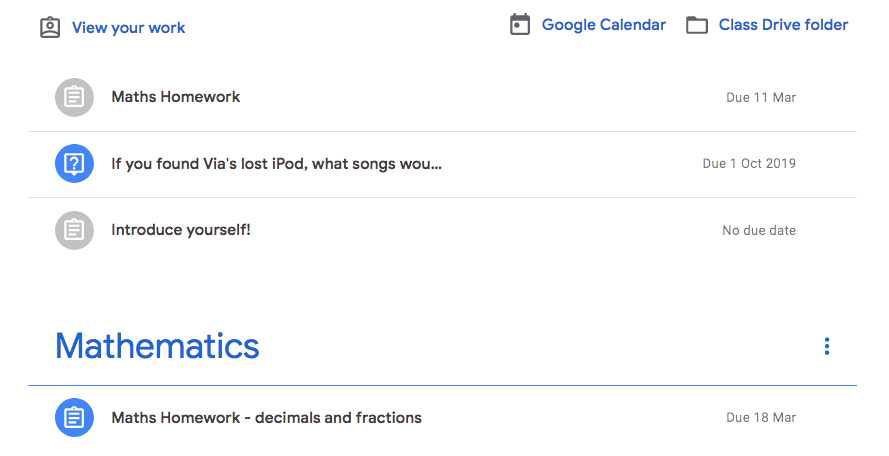 View your work
Google Calendar
Class Drive folder
Maths Homework
Due 11 Mar
If you found Via's lost iPod, what songs wou...
Due 1 Oct 2019
Introduce yourself!
No due date
Mathematics
Maths Homework - decimals and fractions
Due 18 Mar